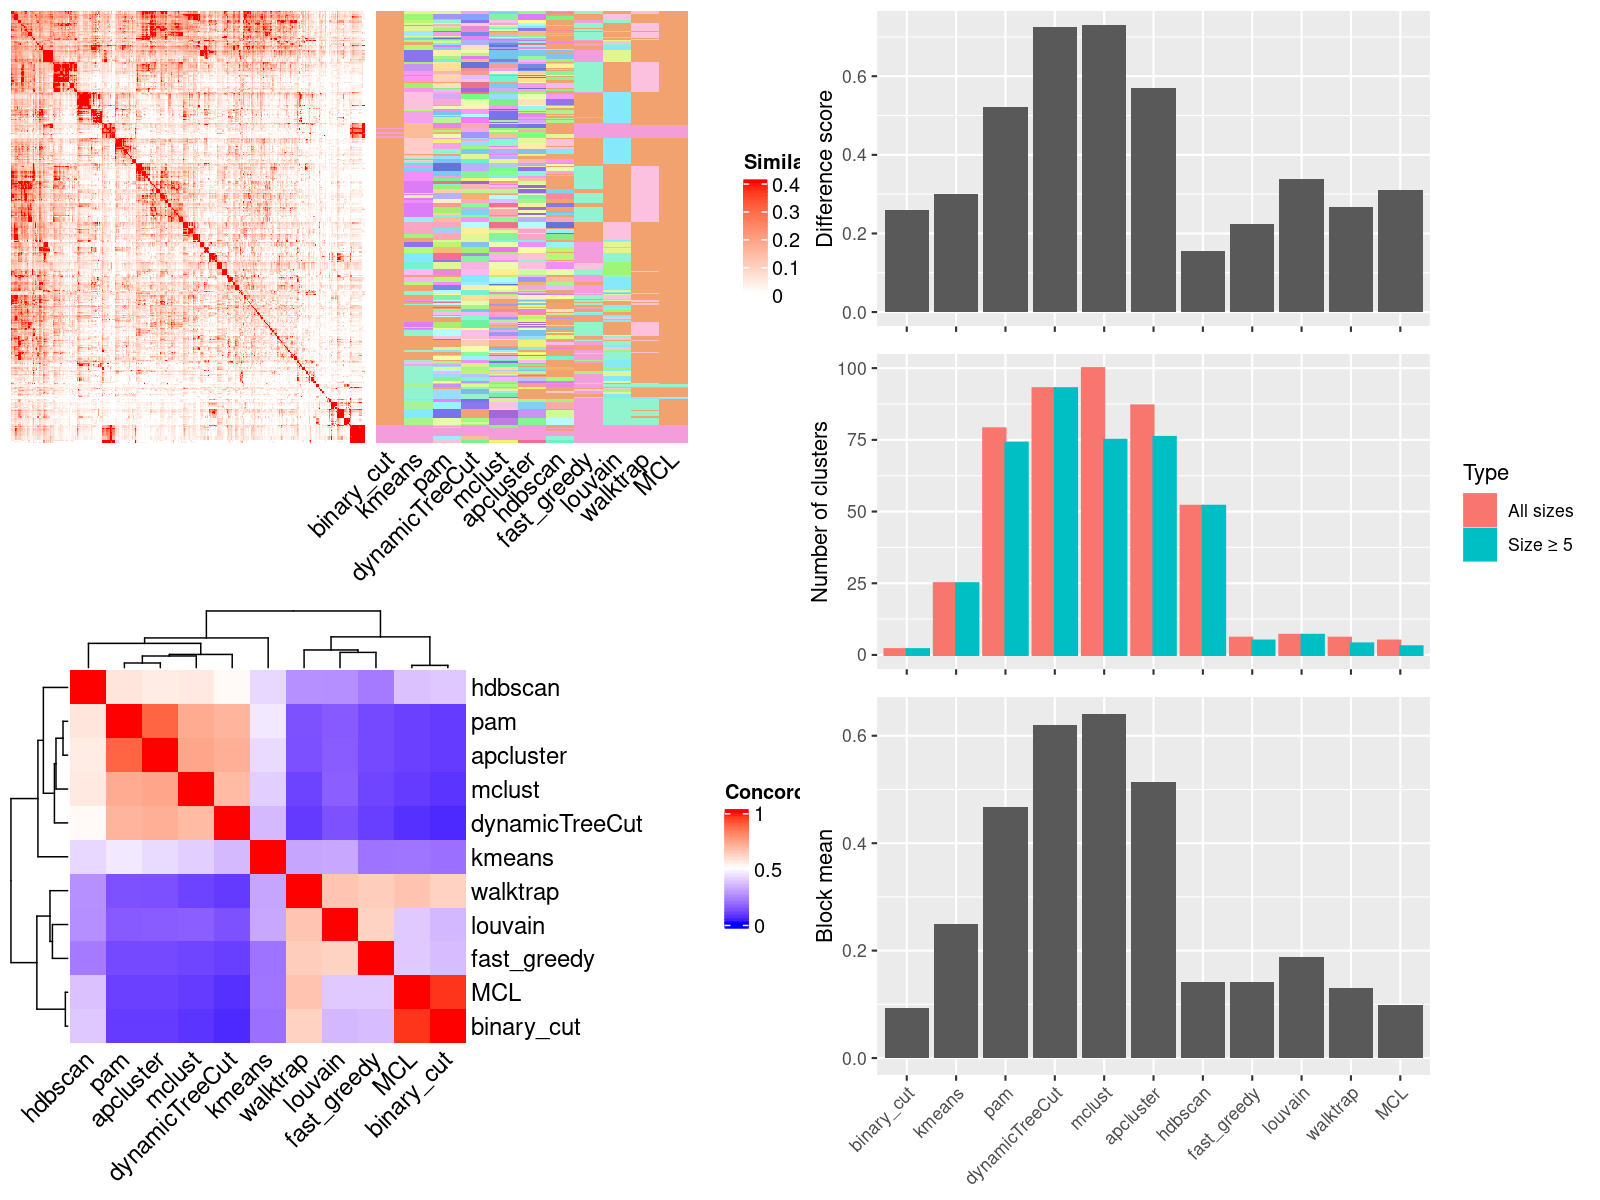 Simila
0.4
0.3
0.2
0.1
0
binary_cut
kmeans
pam
dynamicTreeCut
mclust
apcluster
hdbscan
fast_greedy
louvain
walktrap
MCL
hdbscan
pam
apcluster
mclust
dynamicTreeCut
kmeans
walktrap
louvain
fast_greedy
MCL
binary_cut
hdbscan
pam
apcluster
mclust
dynamicTreeCut
kmeans
walktrap
louvain
fast_greedy
MCL
binary_cut
Concord
1
0.5
0
Difference score
0.6
0.4
0.2
0.0
Number of clusters
100
75
50
25
0
Type
All sizes
Size ≥ 5
Block mean
0.6
0.4
0.2
0.0
binary_cut
kmeans
pam
dynamicTreeCut
mclust
apcluster
hdbscan
fast_greedy
louvain
walktrap
MCL